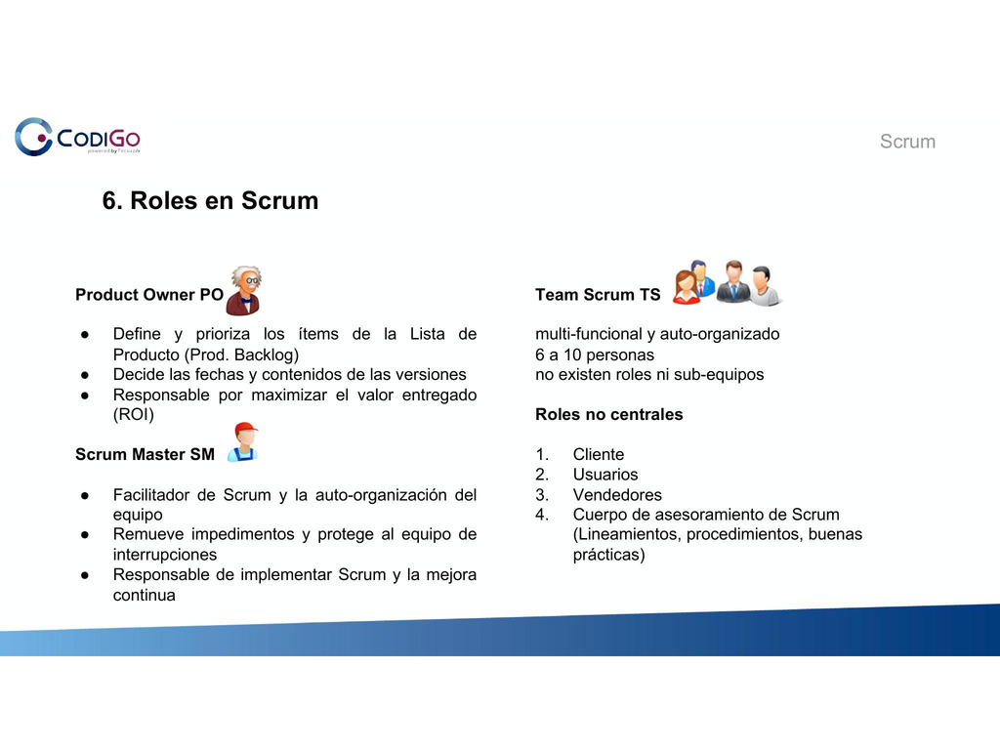 CODIGO
powered by Tecsup
Scrum
6. Roles en Scrum
Product Owner PO
● Define y prioriza los ítems de la Lista de
Producto (Prod. Backlog)
● Decide las fechas y contenidos de las versiones
● Responsable por maximizar el valor entregado
(ROI)
Scrum Master SM
● Facilitador de Scrum y la auto-organización del
equipo
● Remueve impedimentos y protege al equipo de
interrupciones
● Responsable de implementar Scrum y la mejora
continua
Team Scrum TS
multi-funcional y auto-organizado
6 a 10 personas
no existen roles ni sub-equipos
Roles no centrales
1. Cliente
2. Usuarios
3. Vendedores
4. Cuerpo de asesoramiento de Scrum
(Lineamientos, procedimientos, buenas
prácticas)